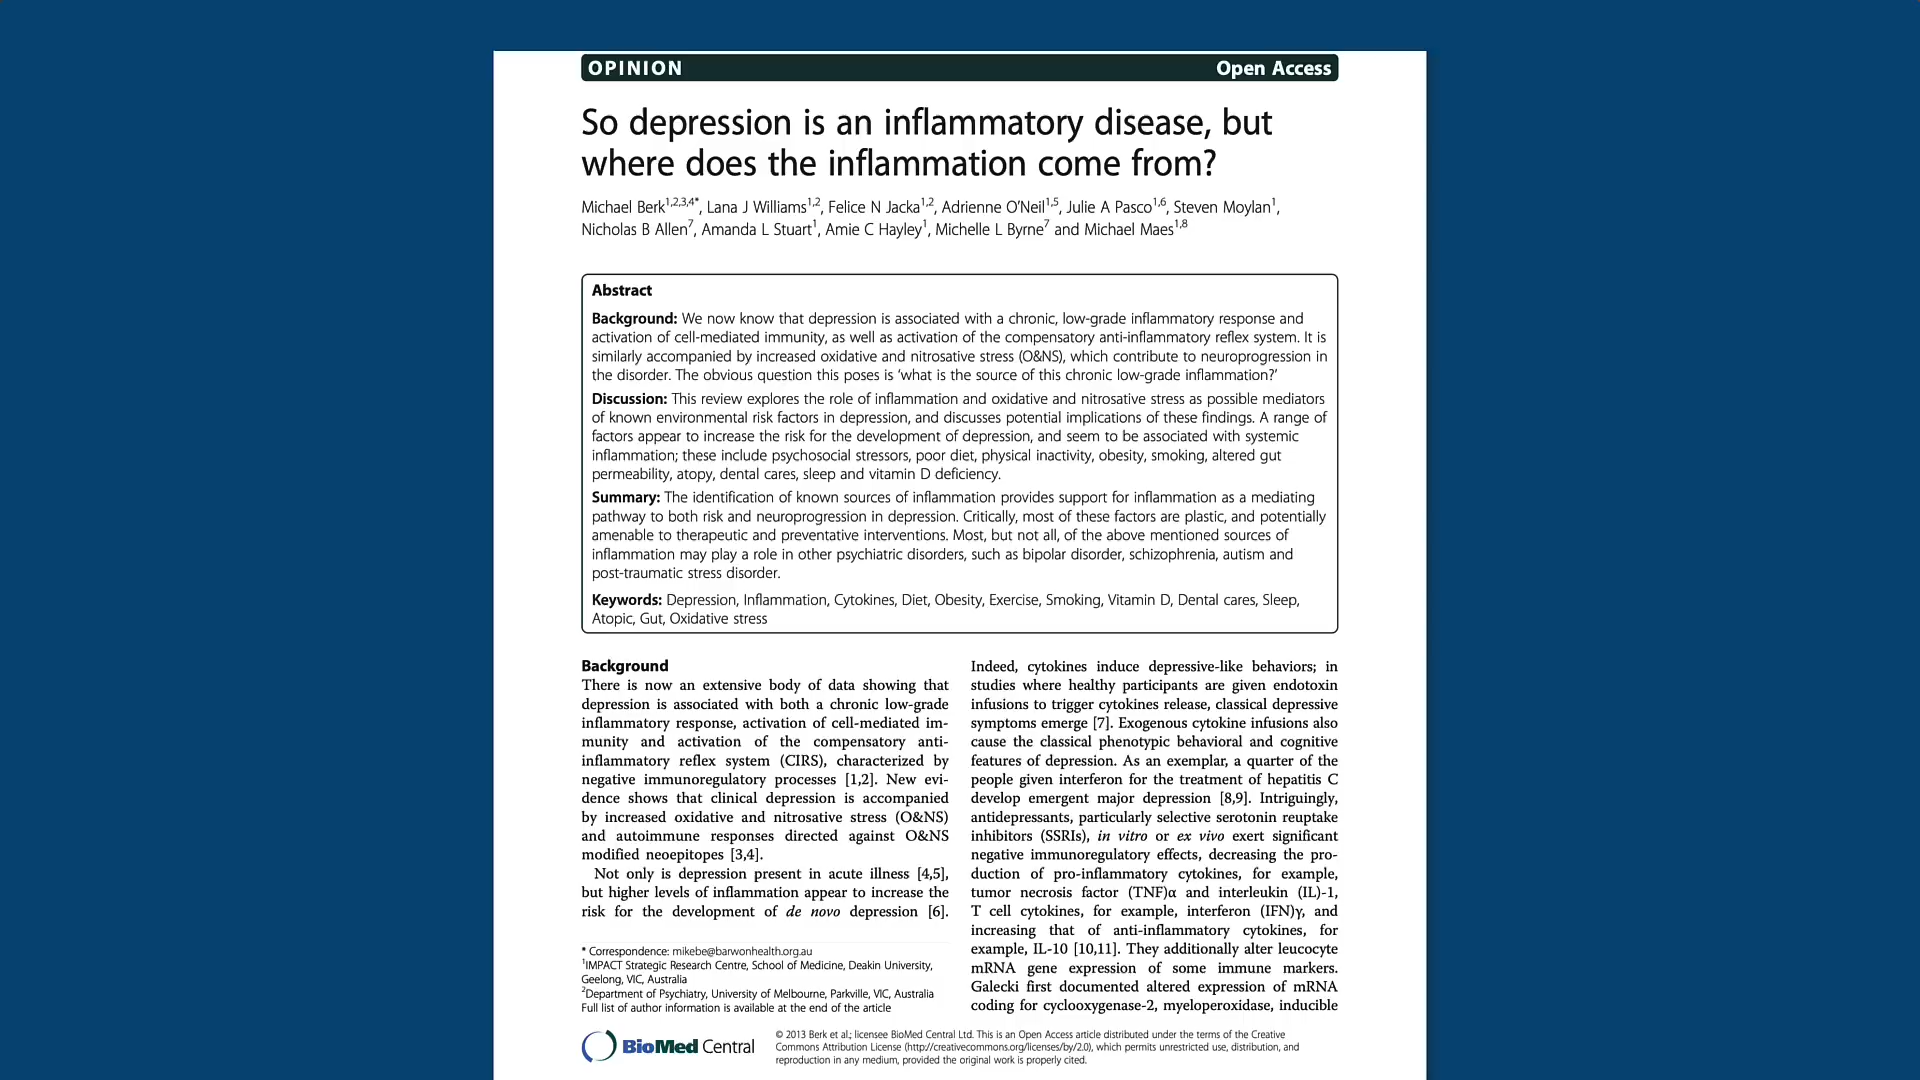 OPINION
Open Access
So depression is an inflammatory disease, but
where does the inflammation come from?
Michael Berk1,2,3,4*, Lana J Williams1,2, Felice N Jacka1,2, Adrienne O’Neil1,5, Julie A Pasco1,6, Steven Moylan1,
Nicholas B Allen7, Amanda L Stuart1, Amie C Hayley1, Michelle L Byrne7 and Michael Maes1,8
Abstract
Background: We now know that depression is associated with a chronic, low-grade inflammatory response and
activation of cell-mediated immunity, as well as activation of the compensatory anti-inflammatory reflex system. It is
similarly accompanied by increased oxidative and nitrosative stress (O&NS), which contribute to neuroprogression in
the disorder. The obvious question this poses is ‘what is the source of this chronic low-grade inflammation?’
Discussion: This review explores the role of inflammation and oxidative and nitrosative stress as possible mediators
of known environmental risk factors in depression, and discusses potential implications of these findings. A range of
factors appear to increase the risk for the development of depression, and seem to be associated with systemic
inflammation; these include psychosocial stressors, poor diet, physical inactivity, obesity, smoking, altered gut
permeability, atopy, dental cares, sleep and vitamin D deficiency.
Summary: The identification of known sources of inflammation provides support for inflammation as a mediating
pathway to both risk and neuroprogression in depression. Critically, most of these factors are plastic, and potentially
amenable to therapeutic and preventative interventions. Most, but not all, of the above mentioned sources of
inflammation may play a role in other psychiatric disorders, such as bipolar disorder, schizophrenia, autism and
post-traumatic stress disorder.
Keywords: Depression, Inflammation, Cytokines, Diet, Obesity, Exercise, Smoking, Vitamin D, Dental cares, Sleep,
Atopic, Gut, Oxidative stress
Background
There is now an extensive body of data showing that
depression is associated with both a chronic low-grade
inflammatory response, activation of cell-mediated im-
munity and activation of the compensatory anti-
inflammatory reflex system (CIRS), characterized by
negative immunoregulatory processes [1,2]. New evi-
dence shows that clinical depression is accompanied
by increased oxidative and nitrosative stress (O&NS)
and autoimmune responses directed against O&NS
modified neoepitopes [3,4].
Not only is depression present in acute illness [4,5],
but higher levels of inflammation appear to increase the
risk for the development of de novo depression [6].
Indeed, cytokines induce depressive-like behaviors; in
studies where healthy participants are given endotoxin
infusions to trigger cytokines release, classical depressive
symptoms emerge [7]. Exogenous cytokine infusions also
cause the classical phenotypic behavioral and cognitive
features of depression. As an exemplar, a quarter of the
people given interferon for the treatment of hepatitis C
develop emergent major depression [8,9]. Intriguingly,
antidepressants, particularly selective serotonin reuptake
inhibitors (SSRIs), in vitro or ex vivo exert significant
negative immunoregulatory effects, decreasing the pro-
duction of pro-inflammatory cytokines, for example,
tumor necrosis factor (TNF)α and interleukin (IL)-1,
T cell cytokines, for example, interferon (IFN)γ, and
increasing that of anti-inflammatory cytokines, for
example, IL-10 [10,11]. They additionally alter leucocyte
mRNA gene expression of some immune markers.
Galecki first documented altered expression of mRNA
coding for cyclooxygenase-2, myeloperoxidase, inducible
* Correspondence: mikebe@barwonhealth.org.au
1IMPACT Strategic Research Centre, School of Medicine, Deakin University,
Geelong, VIC, Australia
2Department of Psychiatry, University of Melbourne, Parkville, VIC, Australia
Full list of author information is available at the end of the article
BioMed Central
© 2013 Berk et al.; licensee BioMed Central Ltd. This is an Open Access article distributed under the terms of the Creative
Commons Attribution License (http://creativecommons.org/licenses/by/2.0), which permits unrestricted use, distribution, and
reproduction in any medium, provided the original work is properly cited.